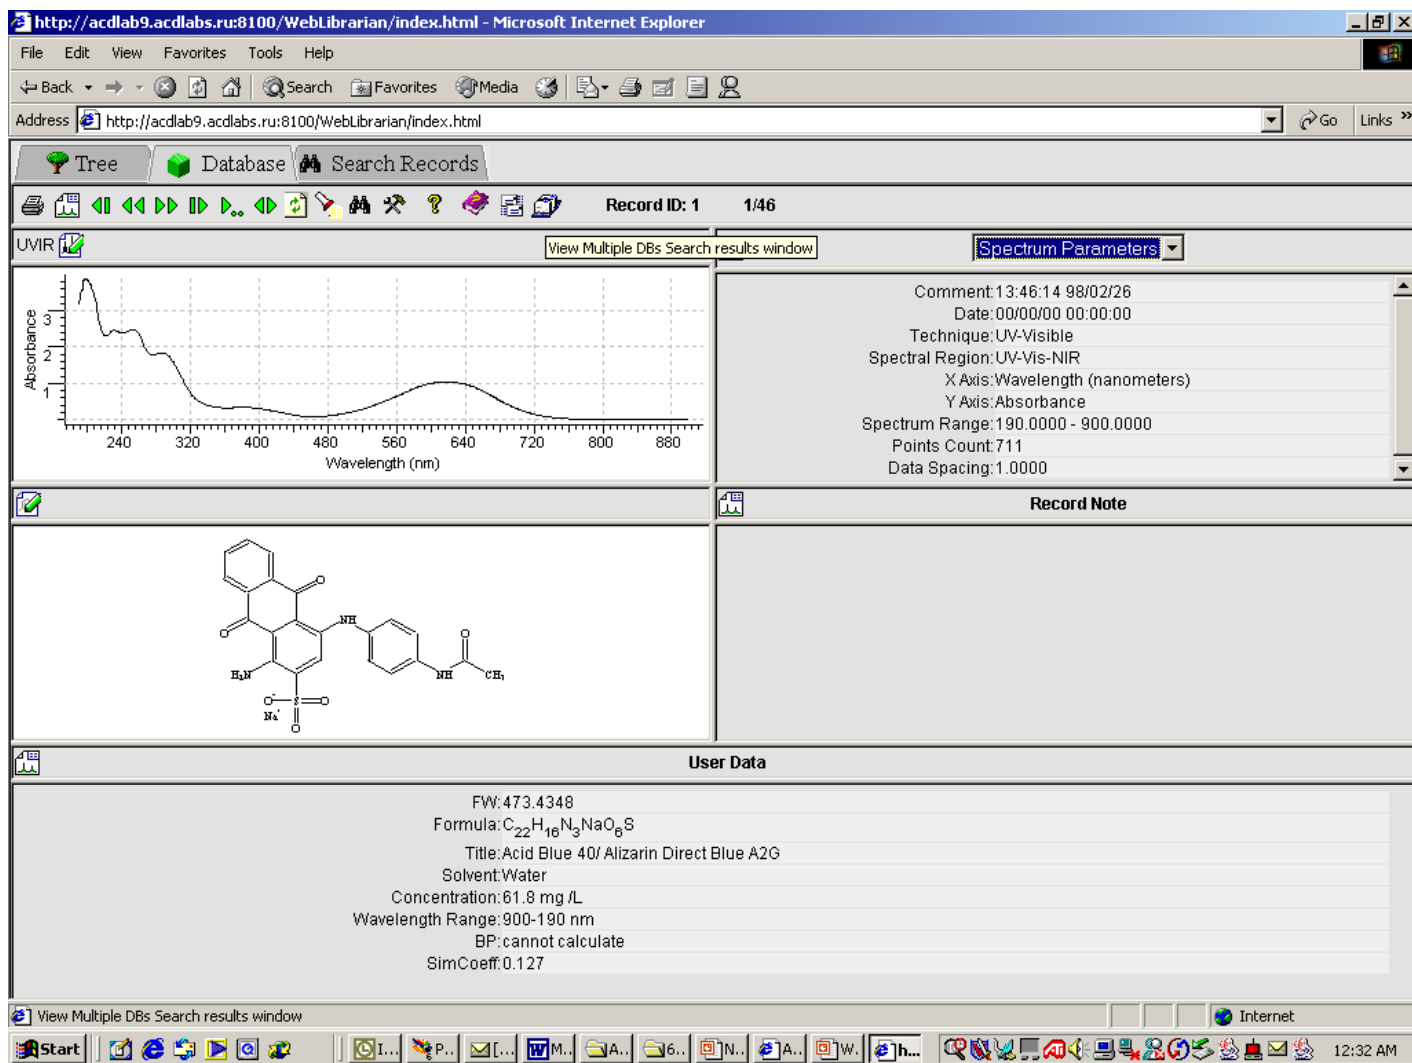 http://acdlab9.acdlabs.ru:8100/WebLibrarian/index.html - Microsoft Internet Explorer
File Edit View Favorites Tools Help
Back Search Favorites Media
Address http://acdlab9.acdlabs.ru:8100/WebLibrarian/index.html Go Links »
Tree Database Search Records
Record ID: 1 1/46
UVIR View Multiple DBs Search results window Spectrum Parameters
Absorbance
3
2
1
240 320 400 480 560 640 720 800 880
Wavelength (nm)
Comment:13:46:14 98/02/26
Date:00/00/00 00:00:00
Technique:UV-Visible
Spectral Region:UV-Vis-NIR
X Axis:Wavelength (nanometers)
Y Axis:Absorbance
Spectrum Range:190.0000 - 900.0000
Points Count:711
Data Spacing:1.0000
Record Note
O
O
NH
O
H₂N
NH
CH₃
O⁻ S O
Na⁺
O
User Data
FW:473.4348
Formula:C₂₂H₁₆N₃NaO₆S
Title:Acid Blue 40/ Alizarin Direct Blue A2G
Solvent:Water
Concentration:61.8 mg /L
Wavelength Range:900-190 nm
BP:cannot calculate
SimCoeff:0.127
View Multiple DBs Search results window Internet
Start I... P.. [... M.. A.. 6.. N.. A.. W. h... 12:32 AM